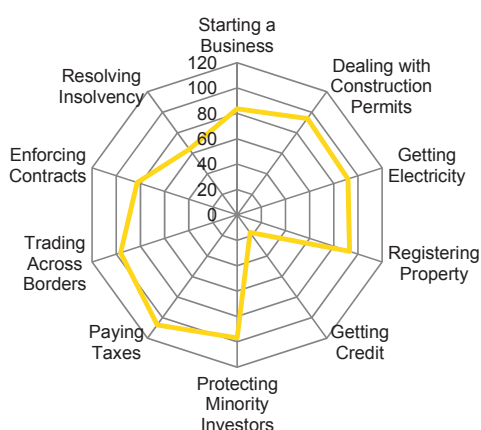 Starting a
Business
Dealing with
Construction
Permits
Getting
Electricity
Registering
Property
Getting
Credit
Protecting
Minority
Investors
Paying
Taxes
Trading
Across
Borders
Enforcing
Contracts
Resolving
Insolvency
120
100
80
60
40
20
0